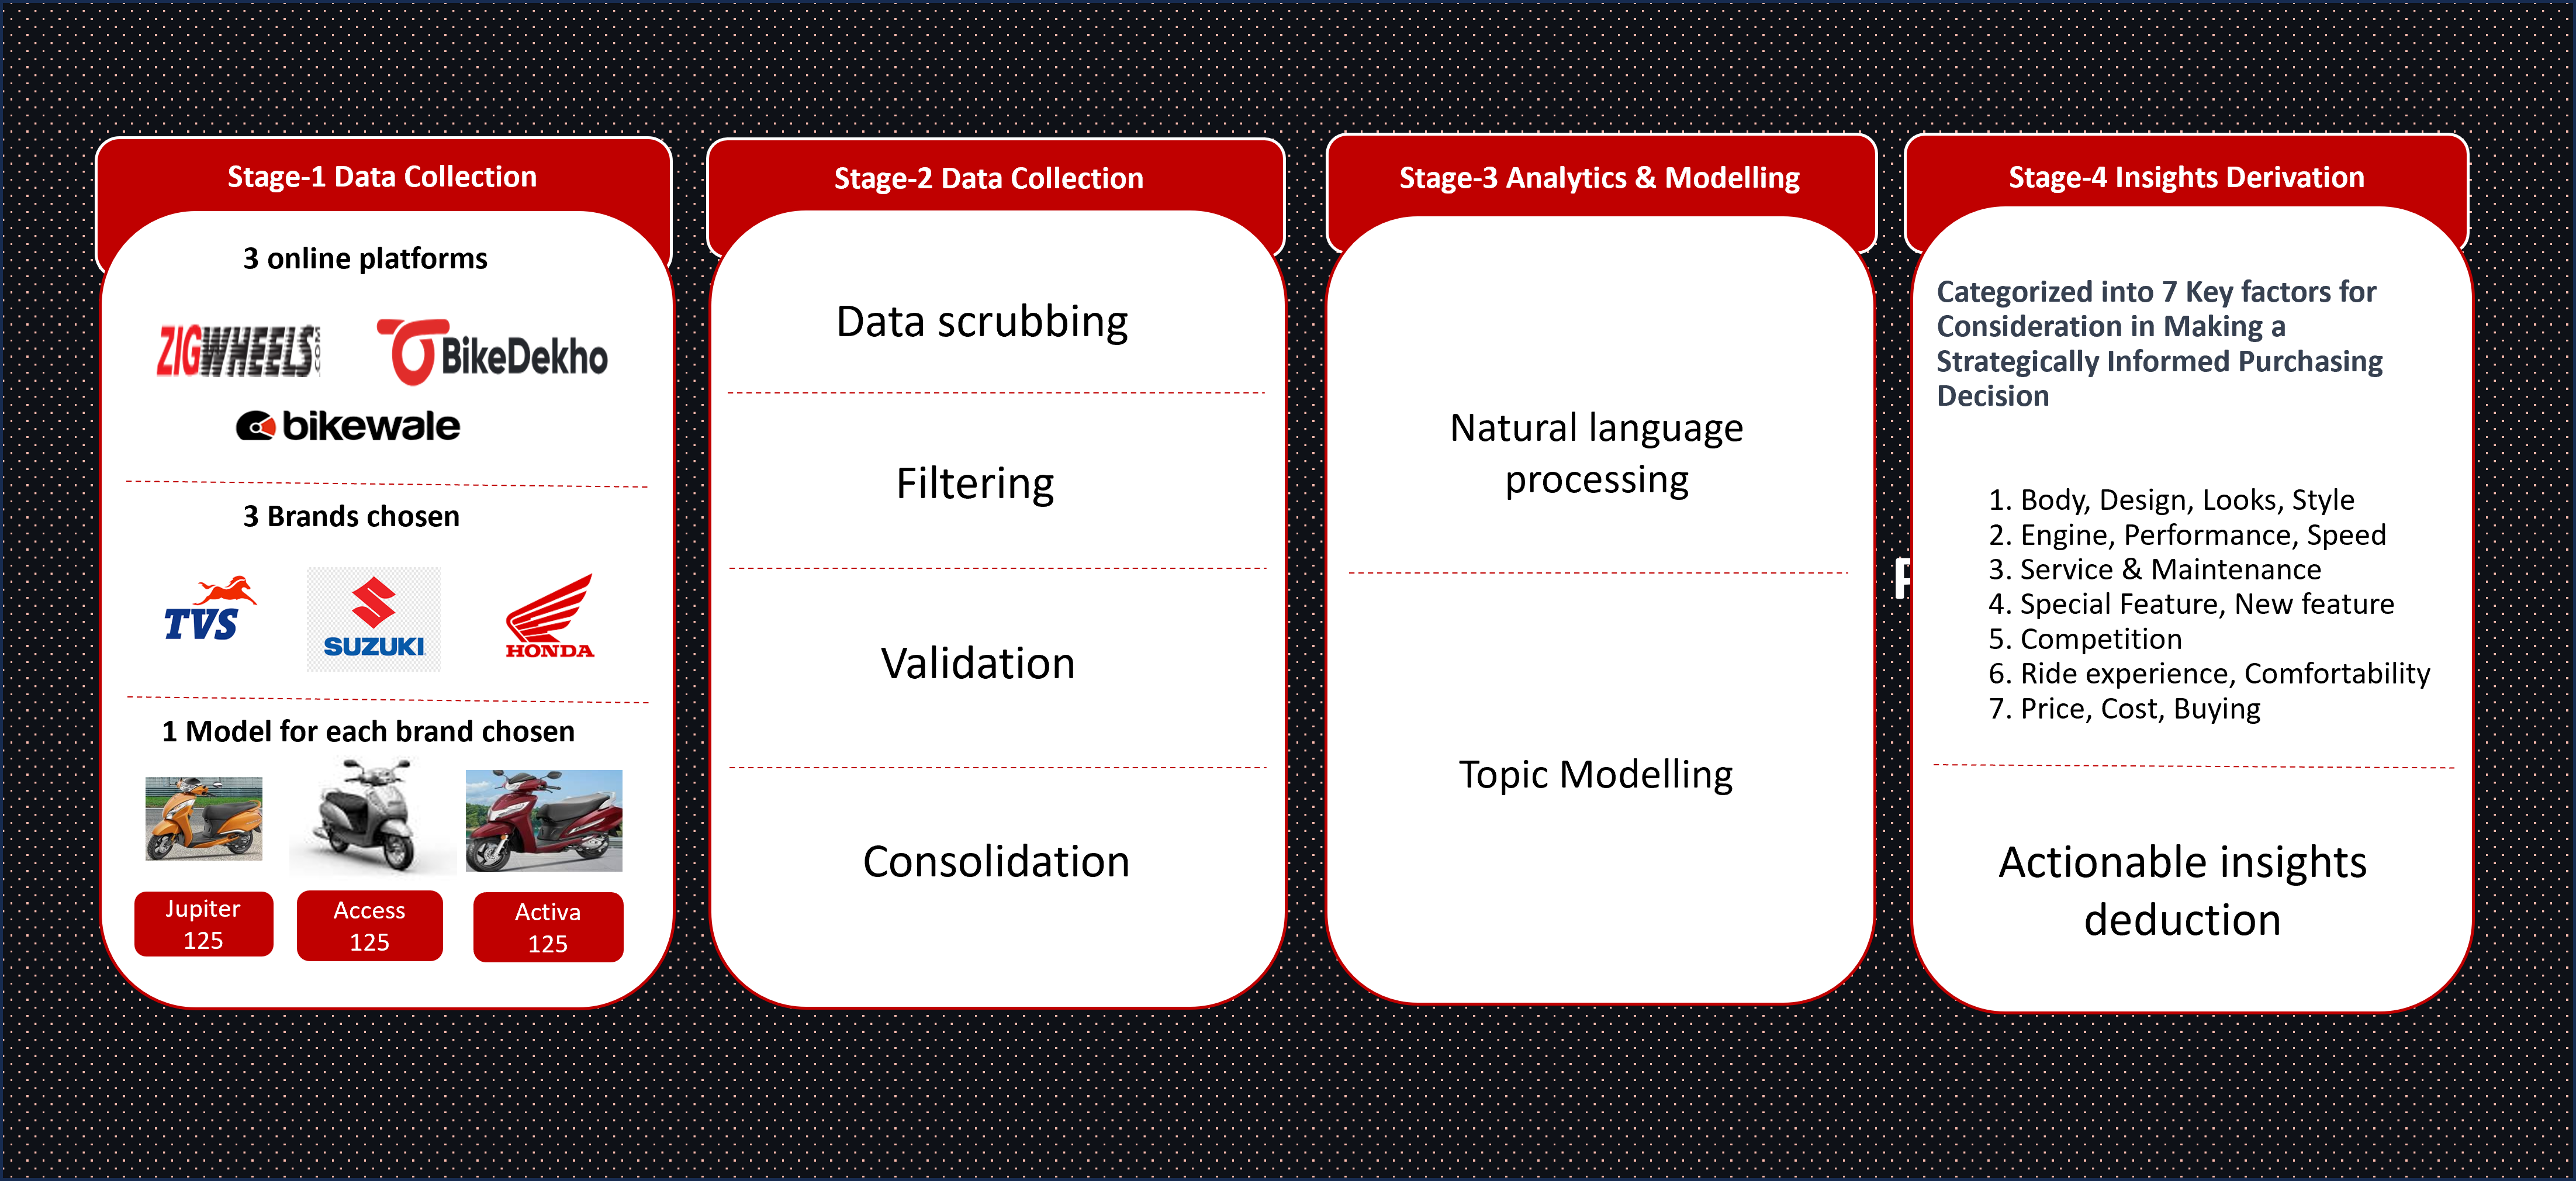 Stage-1 Data Collection
3 online platforms
ZIGWHEELS.COM
BikeDekho
bikewale
3 Brands chosen
TVS
SUZUKI
HONDA
1 Model for each brand chosen
Jupiter
125
Access
125
Activa
125
Stage-2 Data Collection
Data scrubbing
Filtering
Validation
Consolidation
Stage-3 Analytics & Modelling
Natural language
processing
Topic Modelling
Stage-4 Insights Derivation
Categorized into 7 Key factors for
Consideration in Making a
Strategically Informed Purchasing
Decision
1. Body, Design, Looks, Style
2. Engine, Performance, Speed
3. Service & Maintenance
4. Special Feature, New feature
5. Competition
6. Ride experience, Comfortability
7. Price, Cost, Buying
Actionable insights
deduction